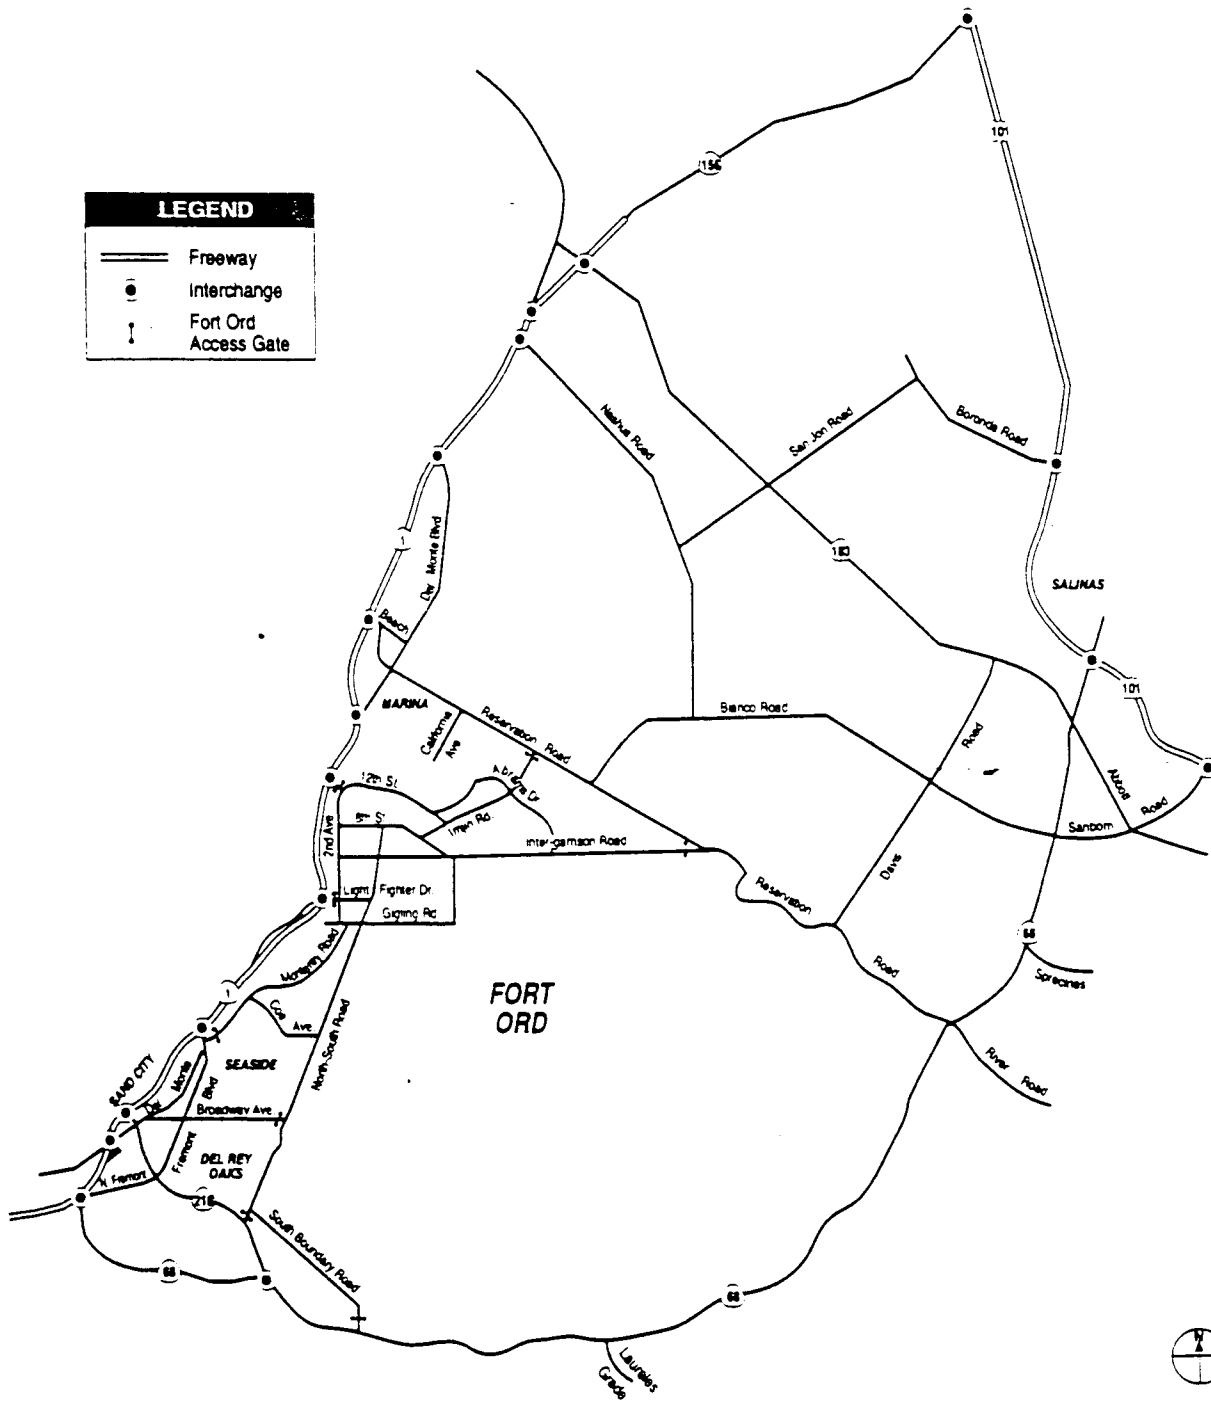 101
156
LEGEND
Freeway
Interchange
Fort Ord
Access Gate
Nashua Road
San Jon Road
Boronda Road
1
Del Monte Blvd
183
SALINAS
Beach
101
MARINA
California
Ave
Reservation Road
Blanco Road
Road
Abbott
12th St.
Abrams Dr
2nd Ave
8th St
Imjin Rd.
Inter-garrison Road
Sanborn Road
Davis
Light Fighter Dr.
Gigling Rd
Reservation
Road
68
Spreckles
Monterey Road
FORT
ORD
1
Coe Ave.
North-South Road
River Road
SEASIDE
SAND CITY
Del Monte
Blvd
Broadway Ave.
Fremont
DEL REY
OAKS
N. Fremont
218
South Boundary Road
68
68
Laureles
Grade
N